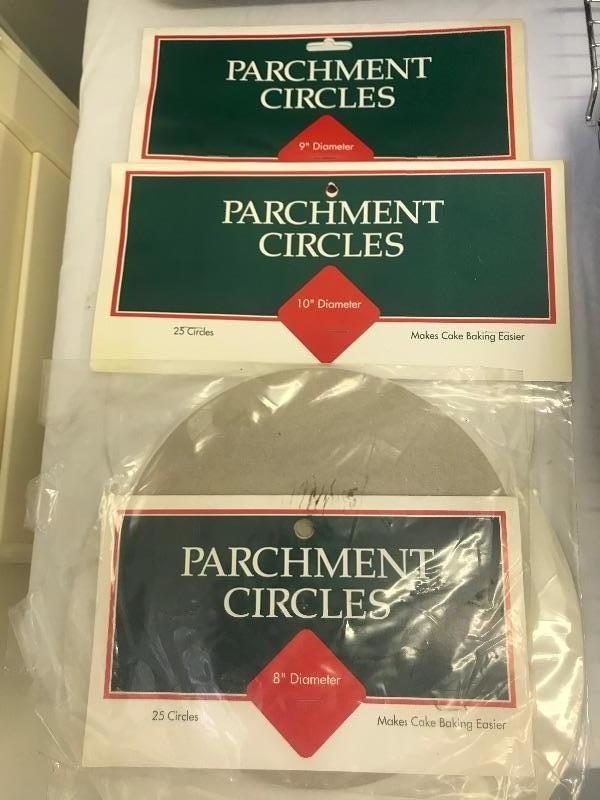 PARCHMENT
CIRCLES
9" Diameter
PARCHMENT
CIRCLES
10" Diameter
25 Circles
Makes Cake Baking Easier
PARCHMENT
CIRCLES
8" Diameter
25 Circles
Makes Cake Baking Easier